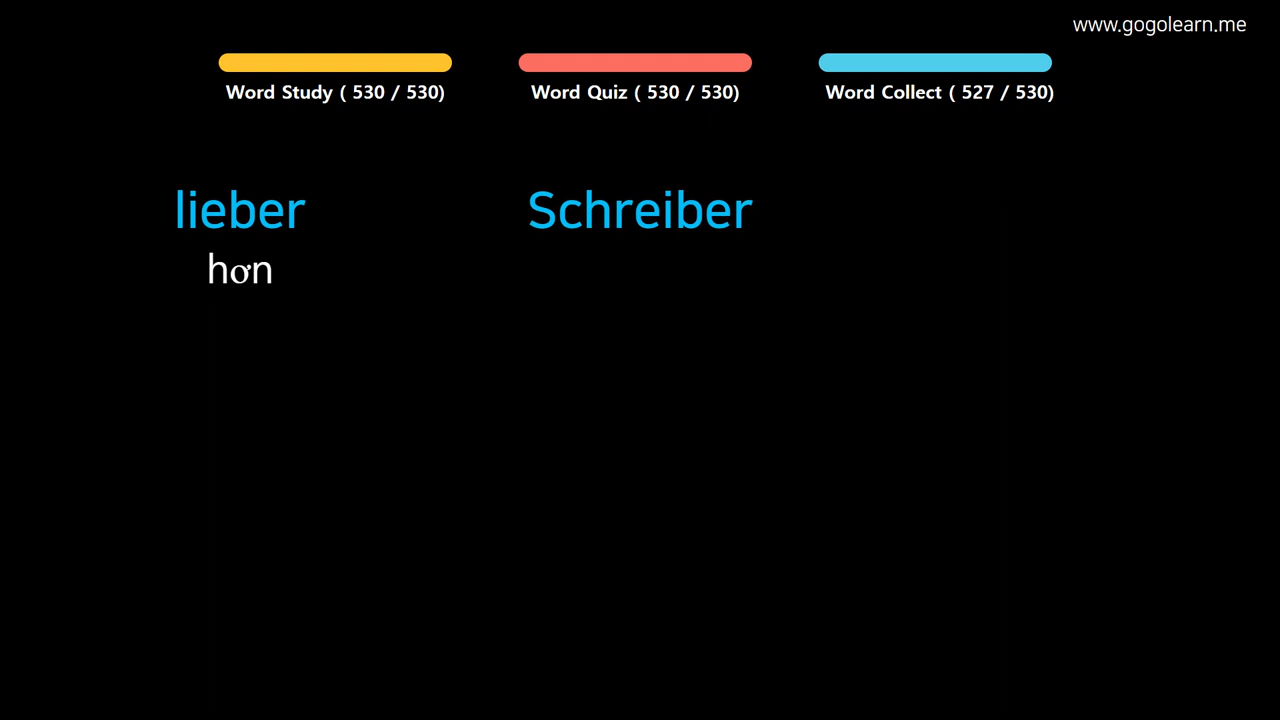 www.gogolearn.me
Word Study ( 530 / 530)
Word Quiz ( 530 / 530)
Word Collect ( 527 / 530)
lieber
Schreiber
hơn